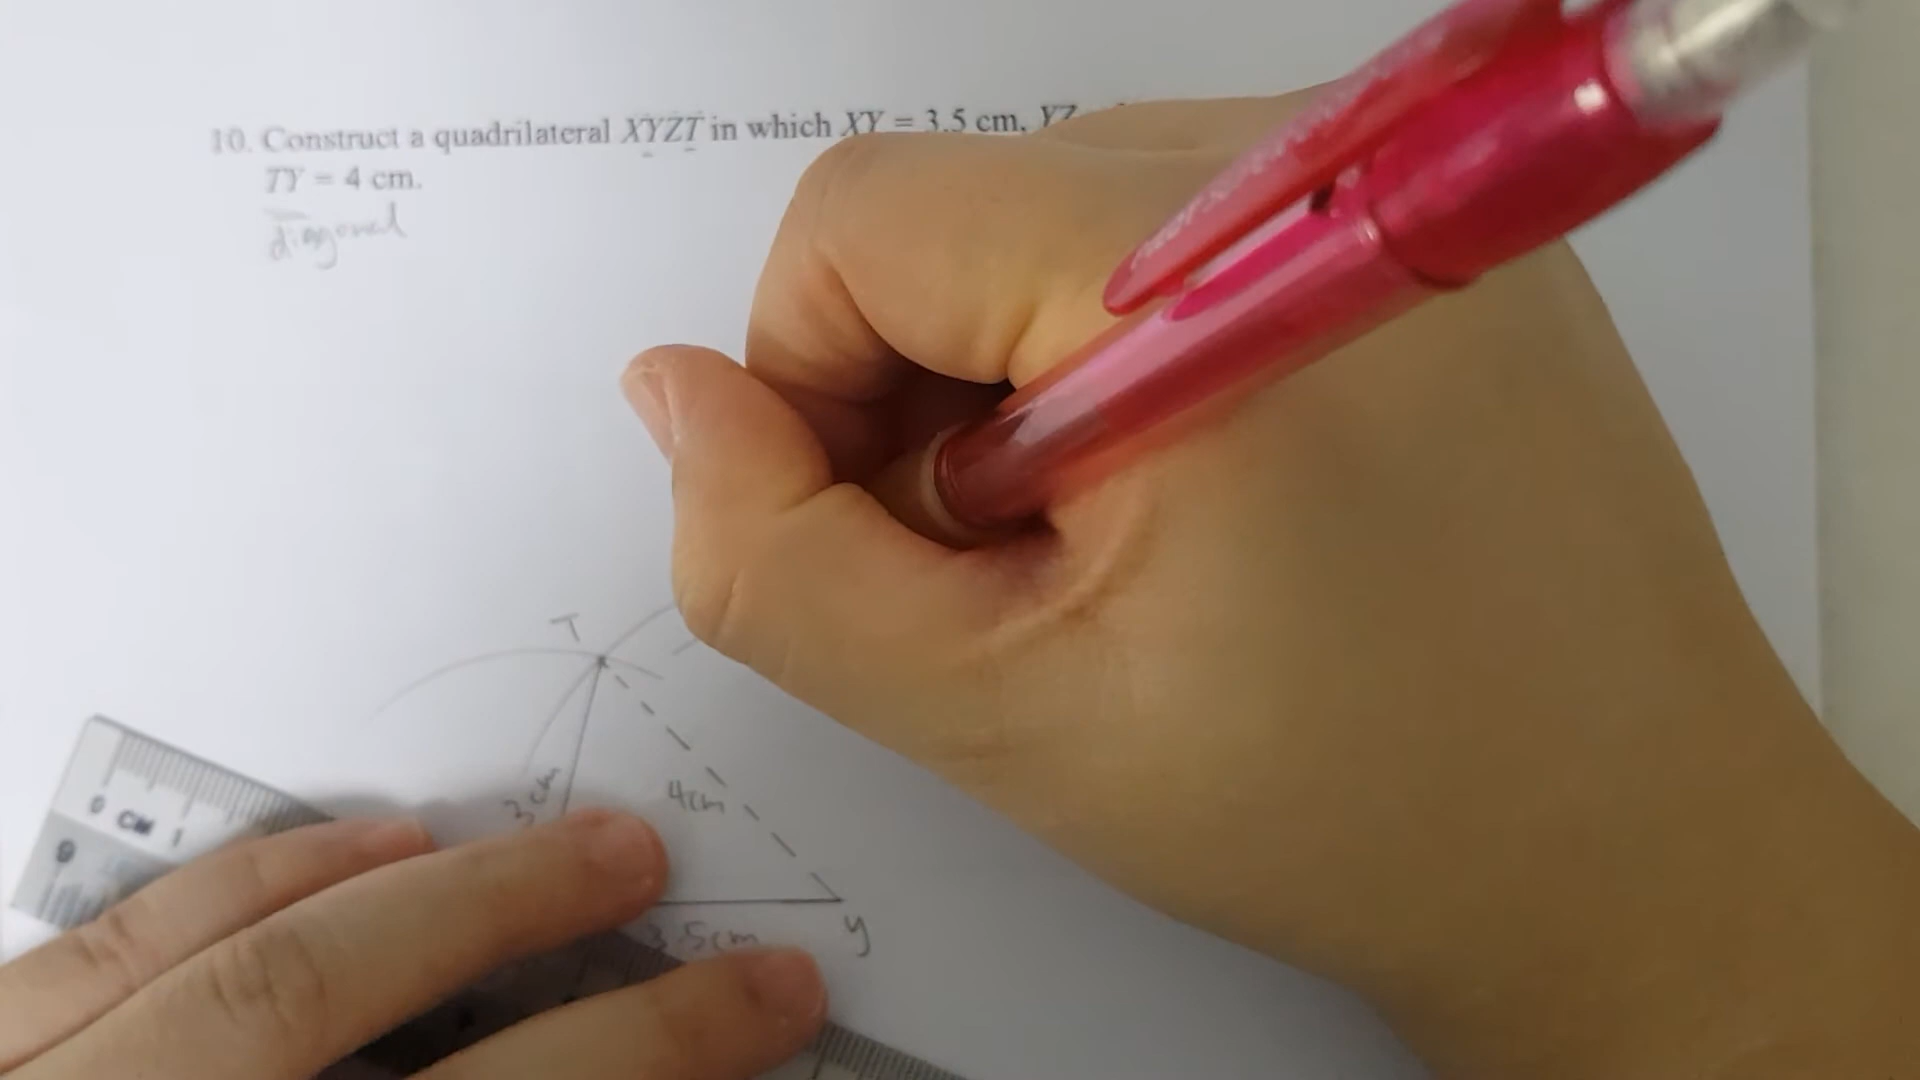 10. Construct a quadrilateral XYZT in which XY = 3.5 cm, YZ
TY = 4 cm.
diagonal
T
3cm
4cm
3.5cm
y
0 CM 1